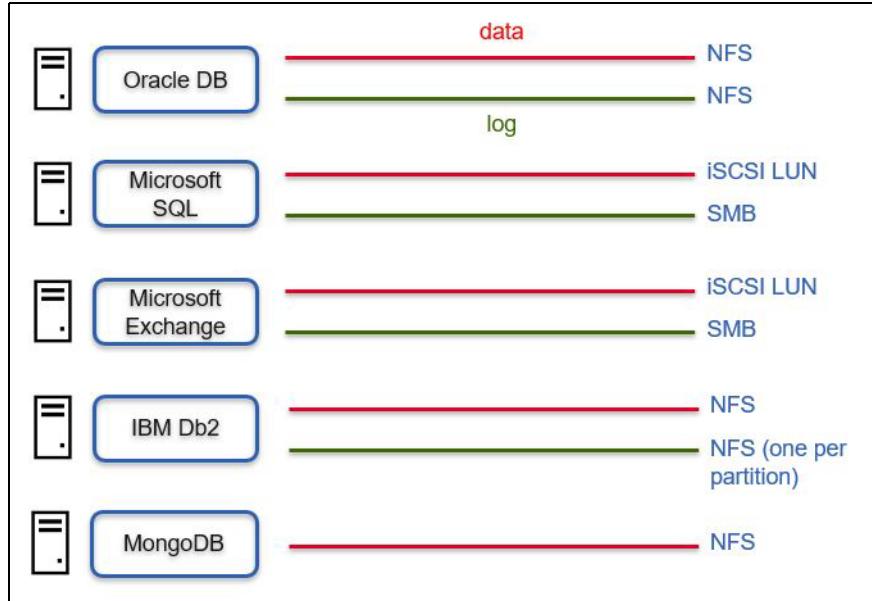 data
Oracle DB
NFS
NFS
log
Microsoft
SQL
iSCSI LUN
SMB
Microsoft
Exchange
iSCSI LUN
SMB
IBM Db2
NFS
NFS (one per
partition)
MongoDB
NFS